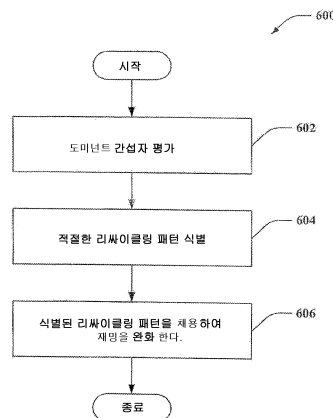 600
시작
도미넌트 간섭자 평가
602
적절한 리싸이클링 패턴 식별
604
식별된 리싸이클링 패턴을 채용하여
재밍을 완화 한다.
606
종료